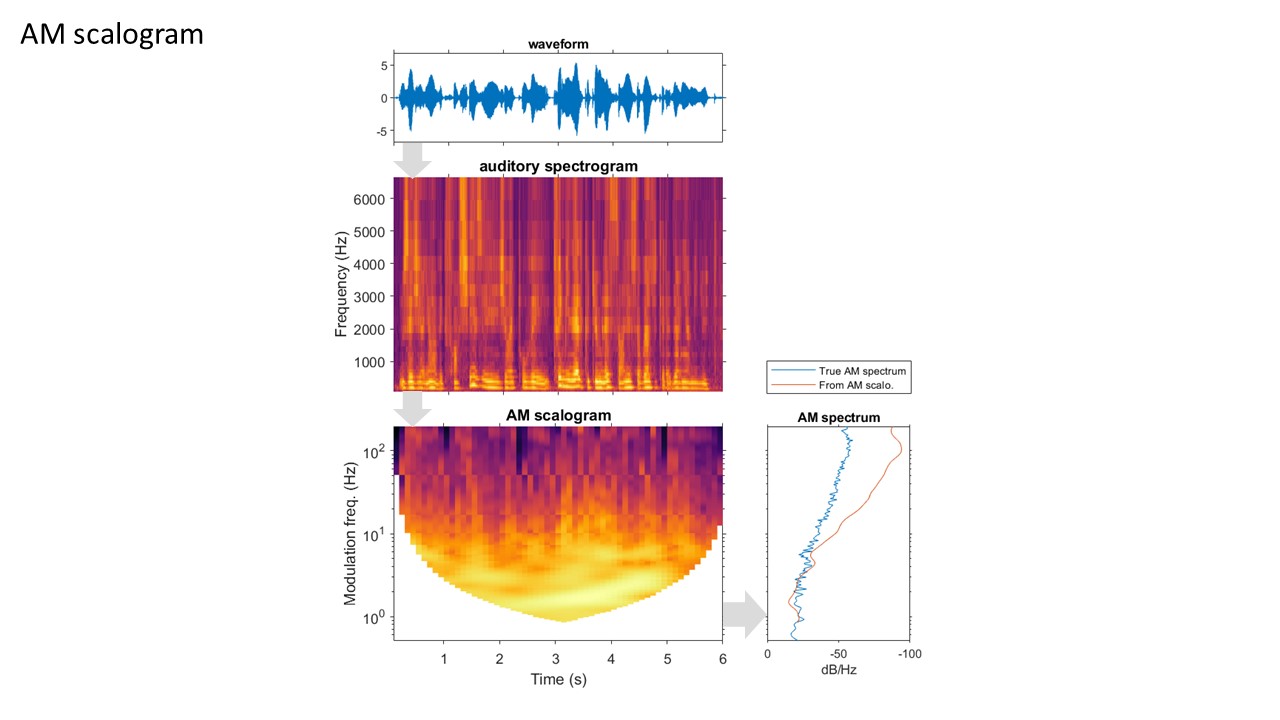 AM scalogram
waveform
5
0
-5
auditory spectrogram
Frequency (Hz)
6000
5000
4000
3000
2000
1000
AM scalogram
Modulation freq. (Hz)
10²
10¹
10⁰
1 2 3 4 5 6
Time (s)
True AM spectrum
From AM scalo.
AM spectrum
0 -50 -100
dB/Hz